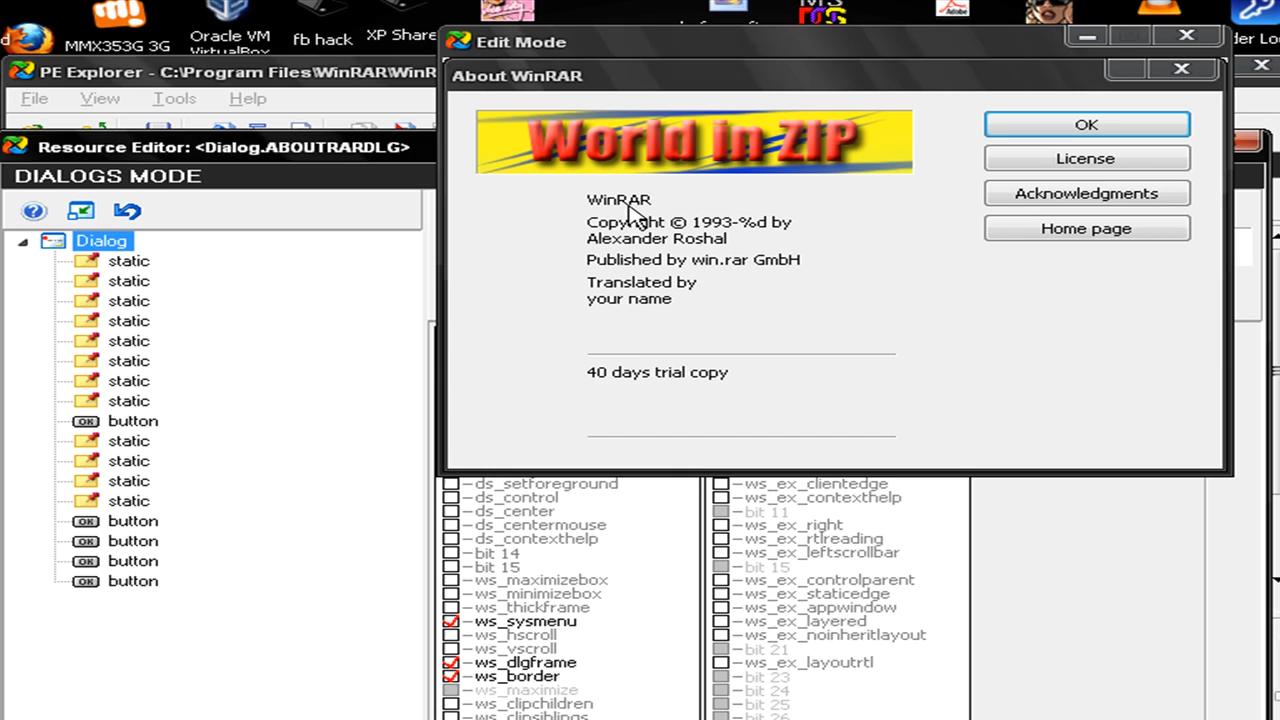 MMX353G 3G
Oracle VM
VirtualBox
fb hack
XP Share
Edit Mode
PE Explorer - C:\Program Files\WinRAR\WinR
About WinRAR
File View Tools Help
World in ZIP
OK
Resource Editor: <Dialog.ABOUTRARDLG>
License
DIALOGS MODE
Acknowledgments
WinRAR
Copyright © 1993-%d by
Alexander Roshal
Home page
Published by win.rar GmbH
Translated by
your name
40 days trial copy
Dialog
static
static
static
static
static
static
static
static
button
static
static
static
static
button
button
button
button
ds_setforeground
ds_control
ds_center
ds_centermouse
ds_contexthelp
bit 14
bit 15
ws_maximizebox
ws_minimizebox
ws_thickframe
ws_sysmenu
ws_hscroll
ws_vscroll
ws_dlgframe
ws_border
ws_maximize
ws_clipchildren
ws_clipsiblings
ws_ex_clientedge
ws_ex_contexthelp
bit 11
ws_ex_right
ws_ex_rtlreading
ws_ex_leftscrollbar
bit 15
ws_ex_controlparent
ws_ex_staticedge
ws_ex_appwindow
ws_ex_layered
ws_ex_noinheritlayout
bit 21
ws_ex_layoutrtl
bit 23
bit 24
bit 25
bit 26